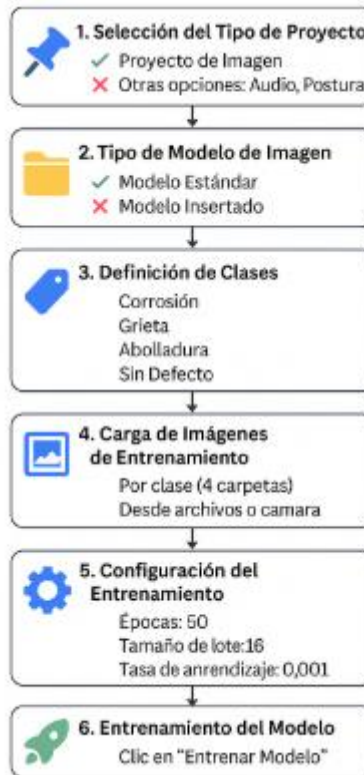 1. Selección del Tipo de Proyecto
Proyecto de Imagen
Otras opciones: Audio, Postura
2. Tipo de Modelo de Imagen
Modelo Estándar
Modelo Insertado
3. Definición de Clases
Corrosión
Grieta
Abolladura
Sin Defecto
4. Carga de Imágenes
de Entrenamiento
Por clase (4 carpetas)
Desde archivos o camara
5. Configuración del
Entrenamiento
Épocas: 50
Tamaño de lote:16
Tasa de anrendizaje: 0,001
6. Entrenamiento del Modelo
Clic en "Entrenar Modelo"